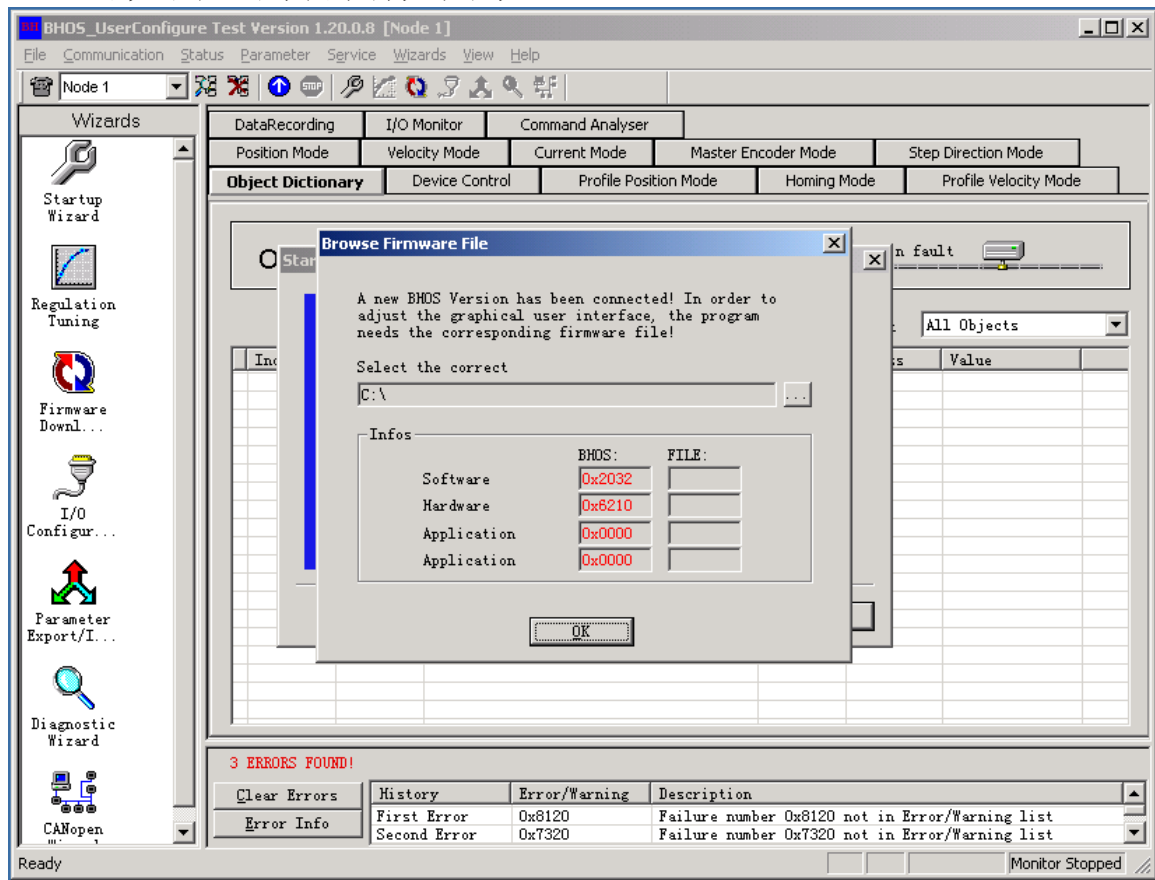 BHOS_UserConfigure Test Version 1.20.0.8 [Node 1]
File Communication Status Parameter Service Wizards View Help
Node 1
STOP
Wizards
DataRecording I/O Monitor Command Analyser
Position Mode Velocity Mode Current Mode Master Encoder Mode Step Direction Mode
Object Dictionary Device Control Profile Position Mode Homing Mode Profile Velocity Mode
Startup
Wizard
Regulation
Tuning
Firmware
Downl...
I/O
Configur...
Parameter
Export/I...
Diagnostic
Wizard
CANopen
O
n fault
Star
All Objects
Value
Browse Firmware File
A new BHOS Version has been connected! In order to
adjust the graphical user interface, the program
needs the corresponding firmware file!
Select the correct
C:\
...
Infos
BHOS: FILE:
Software 0x2032
Hardware 0x6210
Application 0x0000
Application 0x0000
OK
3 ERRORS FOUND!
Clear Errors
Error Info
History Error/Warning Description
First Error 0x8120 Failure number 0x8120 not in Error/Warning list
Second Error 0x7320 Failure number 0x7320 not in Error/Warning list
Ready
Monitor Stopped